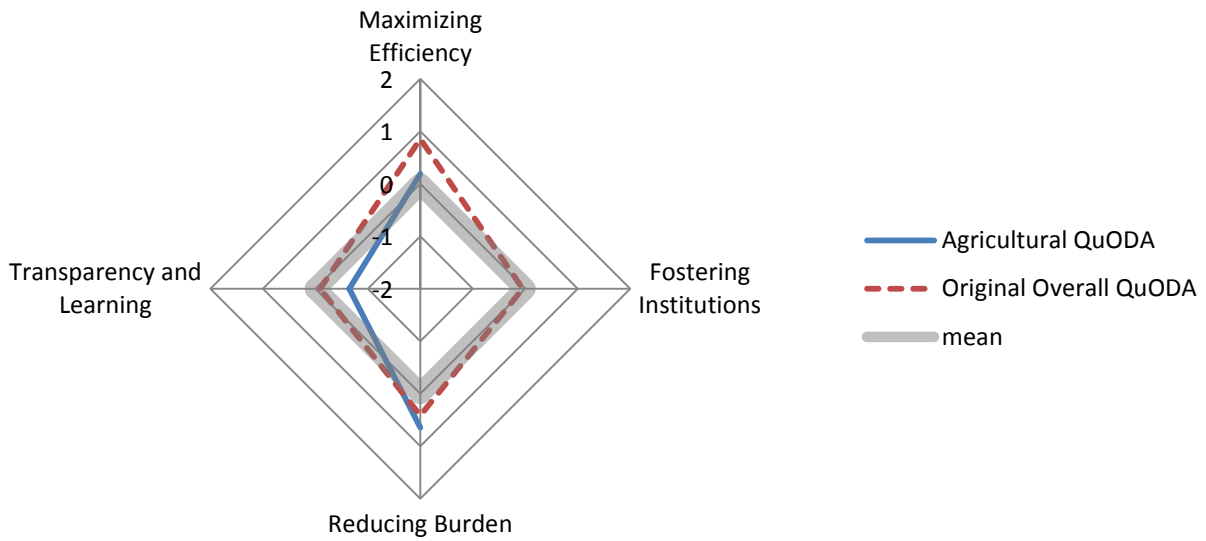 Maximizing
Efficiency
2
1
0
-1
-2
Transparency and
Learning
Fostering
Institutions
Reducing Burden
Agricultural QuODA
Original Overall QuODA
mean